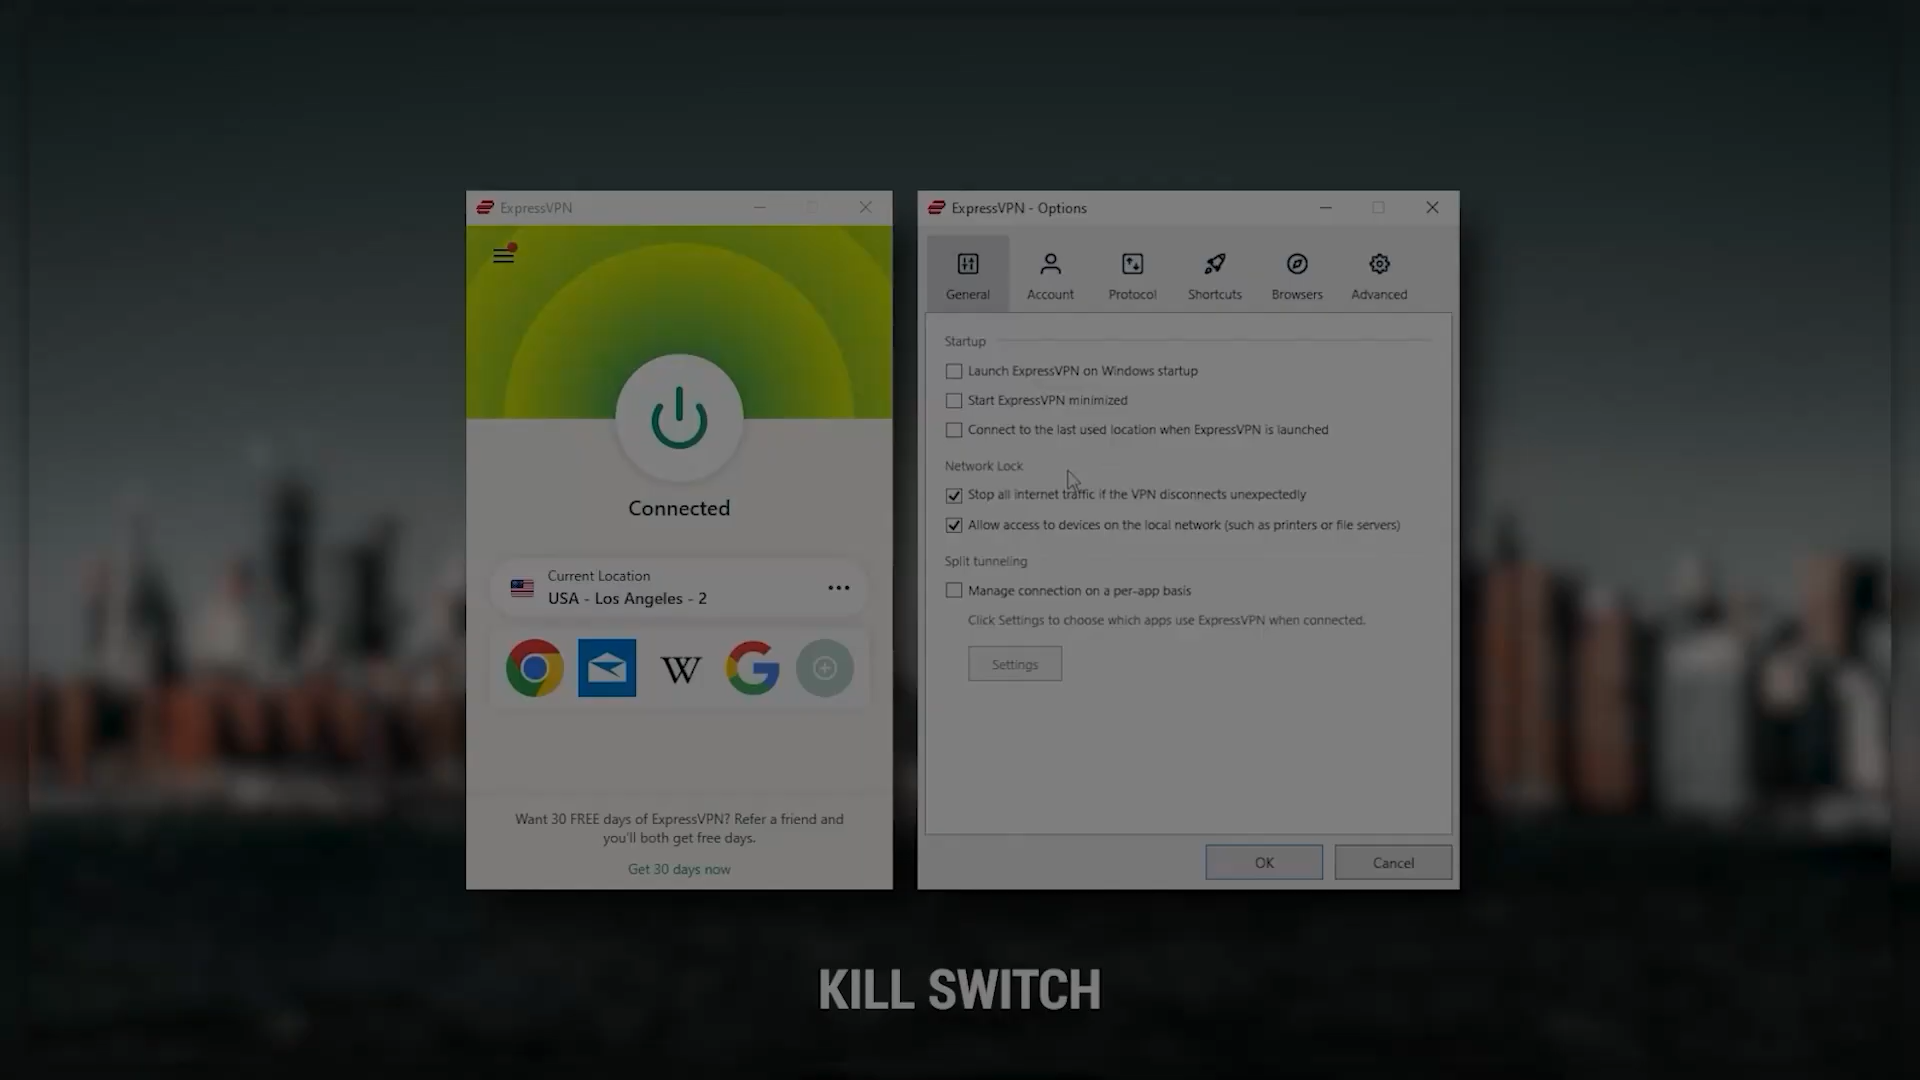 ExpressVPN
Connected
Current Location
USA - Los Angeles - 2
W
Want 30 FREE days of ExpressVPN? Refer a friend and
you'll both get free days.
Get 30 days now
ExpressVPN - Options
General Account Protocol Shortcuts Browsers Advanced
Startup
Launch ExpressVPN on Windows startup
Start ExpressVPN minimized
Connect to the last used location when ExpressVPN is launched
Network Lock
Stop all internet traffic if the VPN disconnects unexpectedly
Allow access to devices on the local network (such as printers or file servers)
Split tunneling
Manage connection on a per-app basis
Click Settings to choose which apps use ExpressVPN when connected.
Settings
OK Cancel
KILL SWITCH